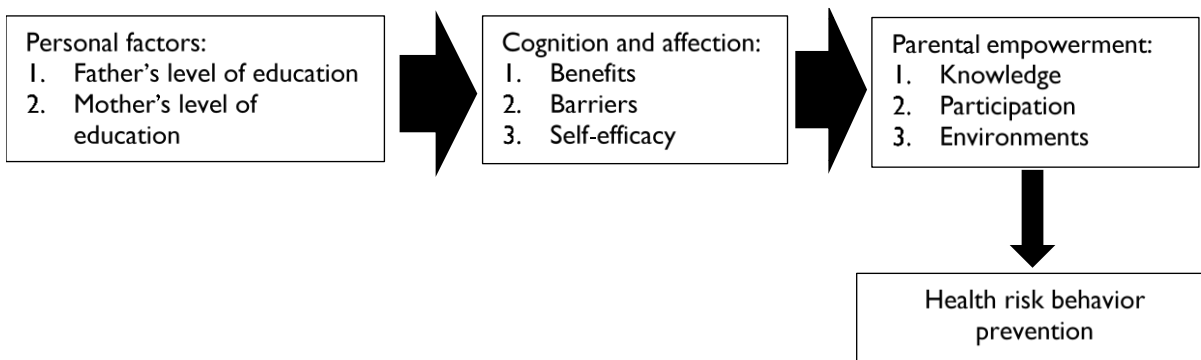 Personal factors:
1. Father's level of education
2. Mother's level of
education
Cognition and affection:
1. Benefits
2. Barriers
3. Self-efficacy
Parental empowerment:
1. Knowledge
2. Participation
3. Environments
Health risk behavior
prevention